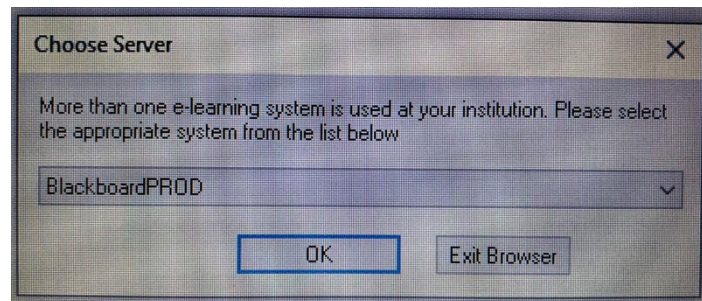 Choose Server
More than one e-learning system is used at your institution. Please select
the appropriate system from the list below
BlackboardPROD
OK
Exit Browser